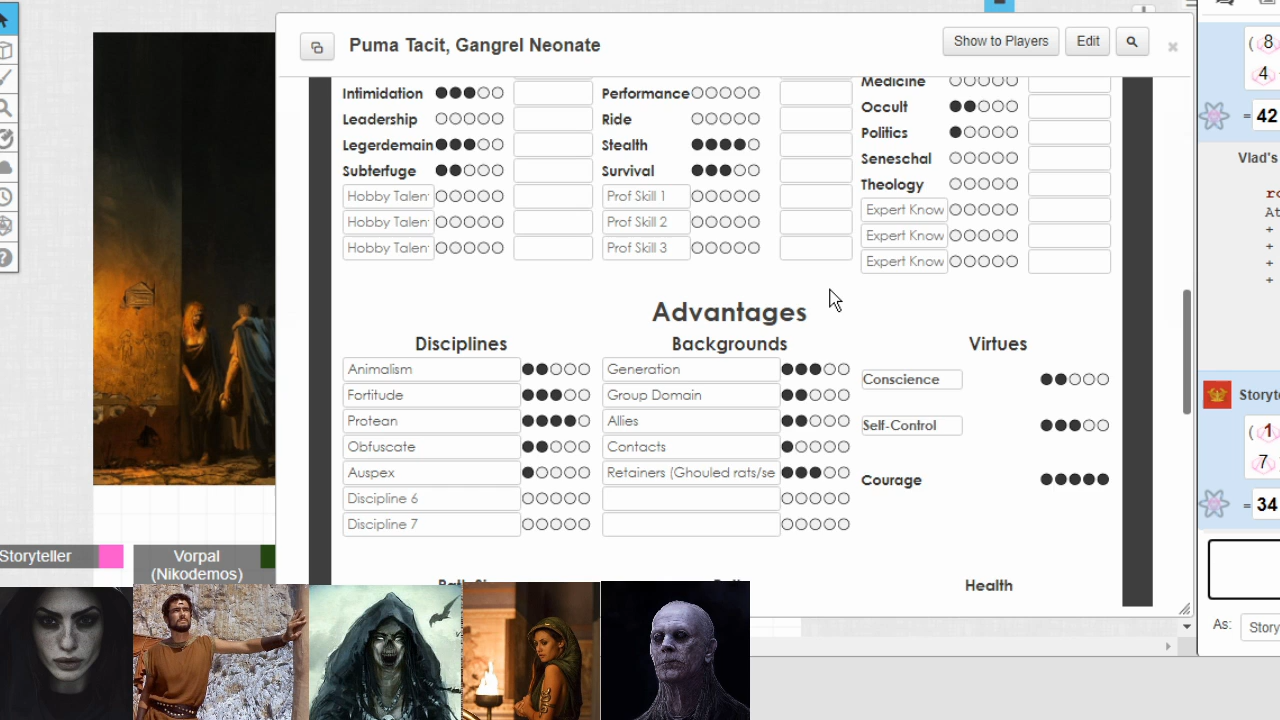 Puma Tacit, Gangrel Neonate
Show to Players
Edit
Intimidation
Performance
Medicine
Leadership
Ride
Occult
Legerdemain
Stealth
Politics
Subterfuge
Survival
Seneschal
Hobby Talen
Prof Skill 1
Theology
Hobby Talen
Prof Skill 2
Expert Know
Hobby Talen
Prof Skill 3
Expert Know
Expert Know
Advantages
Disciplines
Backgrounds
Virtues
Animalism
Generation
Conscience
Fortitude
Group Domain
Protean
Allies
Self-Control
Obfuscate
Contacts
Auspex
Retainers (Ghouled rats/se
Courage
Discipline 6
Discipline 7
Health
( 8
4
= 42
Vlad's
ro
At
+
+
+
+
Storyt
( 1
7
= 34
As:
Story
Storyteller
Vorpal
(Nikodemos)